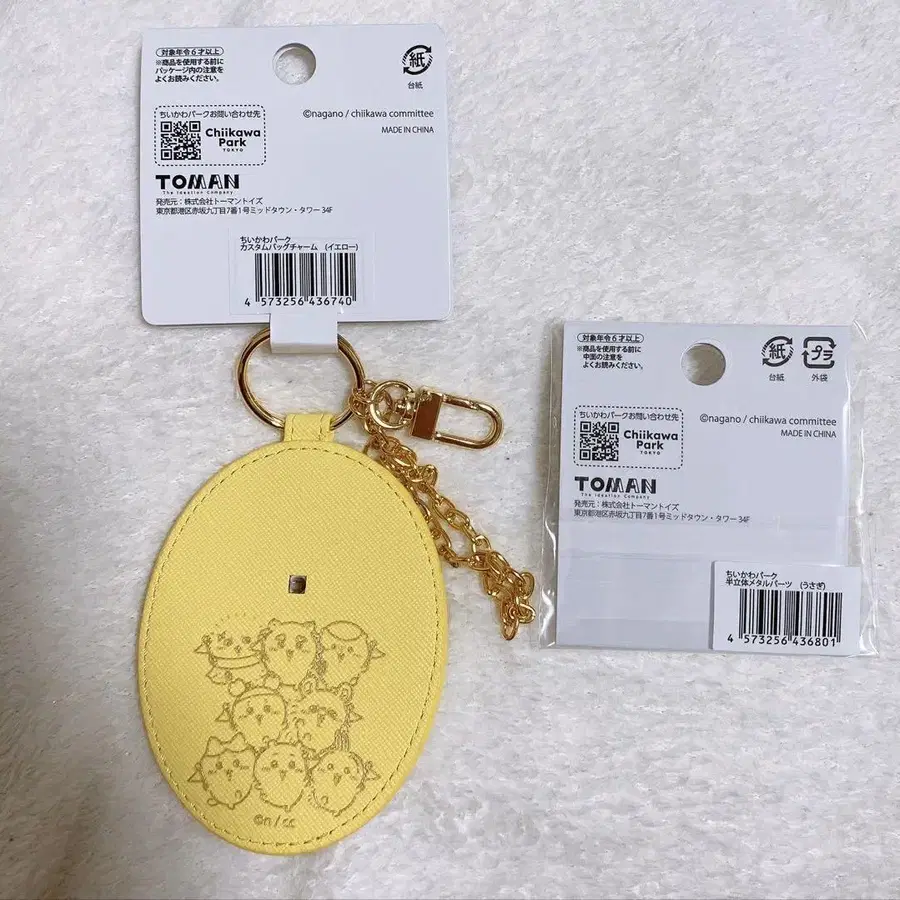 対象年令6才以上
※商品を使用する前に
パッケージ内の注意を
よくお読みください。
紙
台紙
©nagano / chiikawa committee
MADE IN CHINA
ちいかわパークお問い合わせ先
Chiikawa
Park
TOKYO
TOMAN
The Ideation Company
発売元：株式会社トーマントイズ
東京都港区赤坂九丁目7番1号ミッドタウン・タワー 34F
ちいかわパーク
カスタムバッグチャーム (イエロー)
4 573256 436740
©n / cc
対象年令6才以上
※商品を使用する前に
中面の注意を
よくお読みください。
紙
台紙
プラ
外袋
ちいかわパークお問い合わせ先
Chiikawa
Park
TOKYO
©nagano / chiikawa committee
MADE IN CHINA
TOMAN
The Ideation Company
発売元：株式会社トーマントイズ
東京都港区赤坂九丁目7番1号ミッドタウン・タワー 34F
ちいかわパーク
半立体メタルパーツ (うさぎ)
4 573256 436801